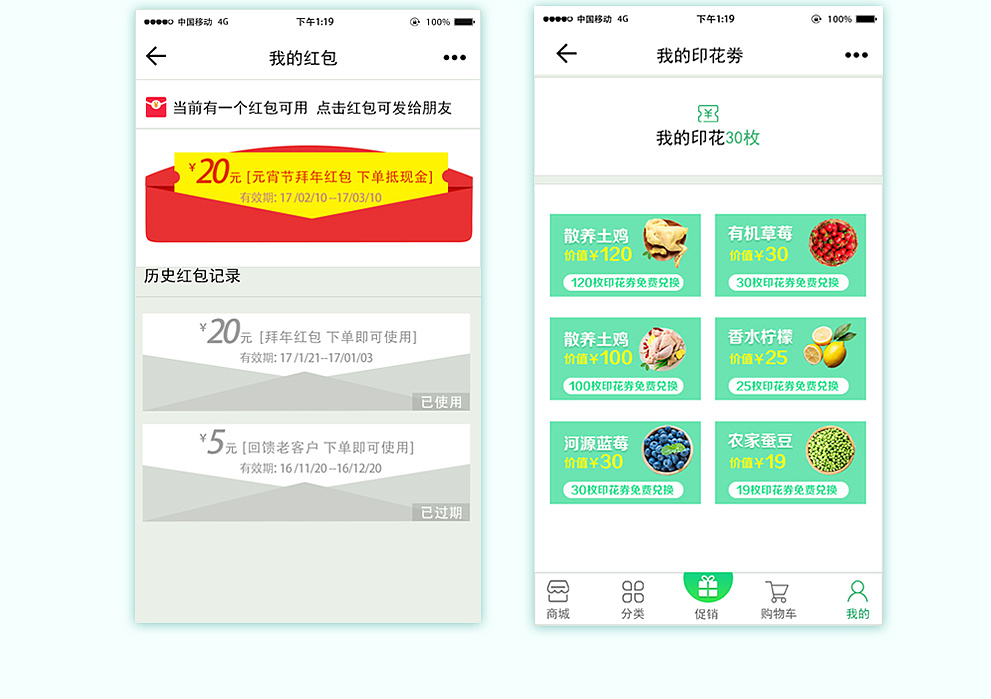 中国移动 4G 下午1:19 100%
我的红包
当前有一个红包可用 点击红包可发给朋友
¥20元 [元宵节拜年红包 下单抵现金]
有效期: 17 /02/10 --17/03/10
历史红包记录
¥20元 [拜年红包 下单即可使用]
有效期: 17 /1/21--17/01/03
已使用
¥5元 [回馈老客户 下单即可使用]
有效期: 16 /11/20 --16/12/20
已过期
中国移动 4G 下午1:19 100%
我的印花劵
¥
我的印花30枚
散养土鸡
价值¥120
120枚印花券免费兑换
有机草莓
价值¥30
30枚印花券免费兑换
散养土鸡
价值¥100
100枚印花券免费兑换
香水柠檬
价值¥25
25枚印花券免费兑换
河源蓝莓
价值¥30
30枚印花券免费兑换
农家蚕豆
价值¥19
19枚印花券免费兑换
商城 分类 促销 购物车 我的